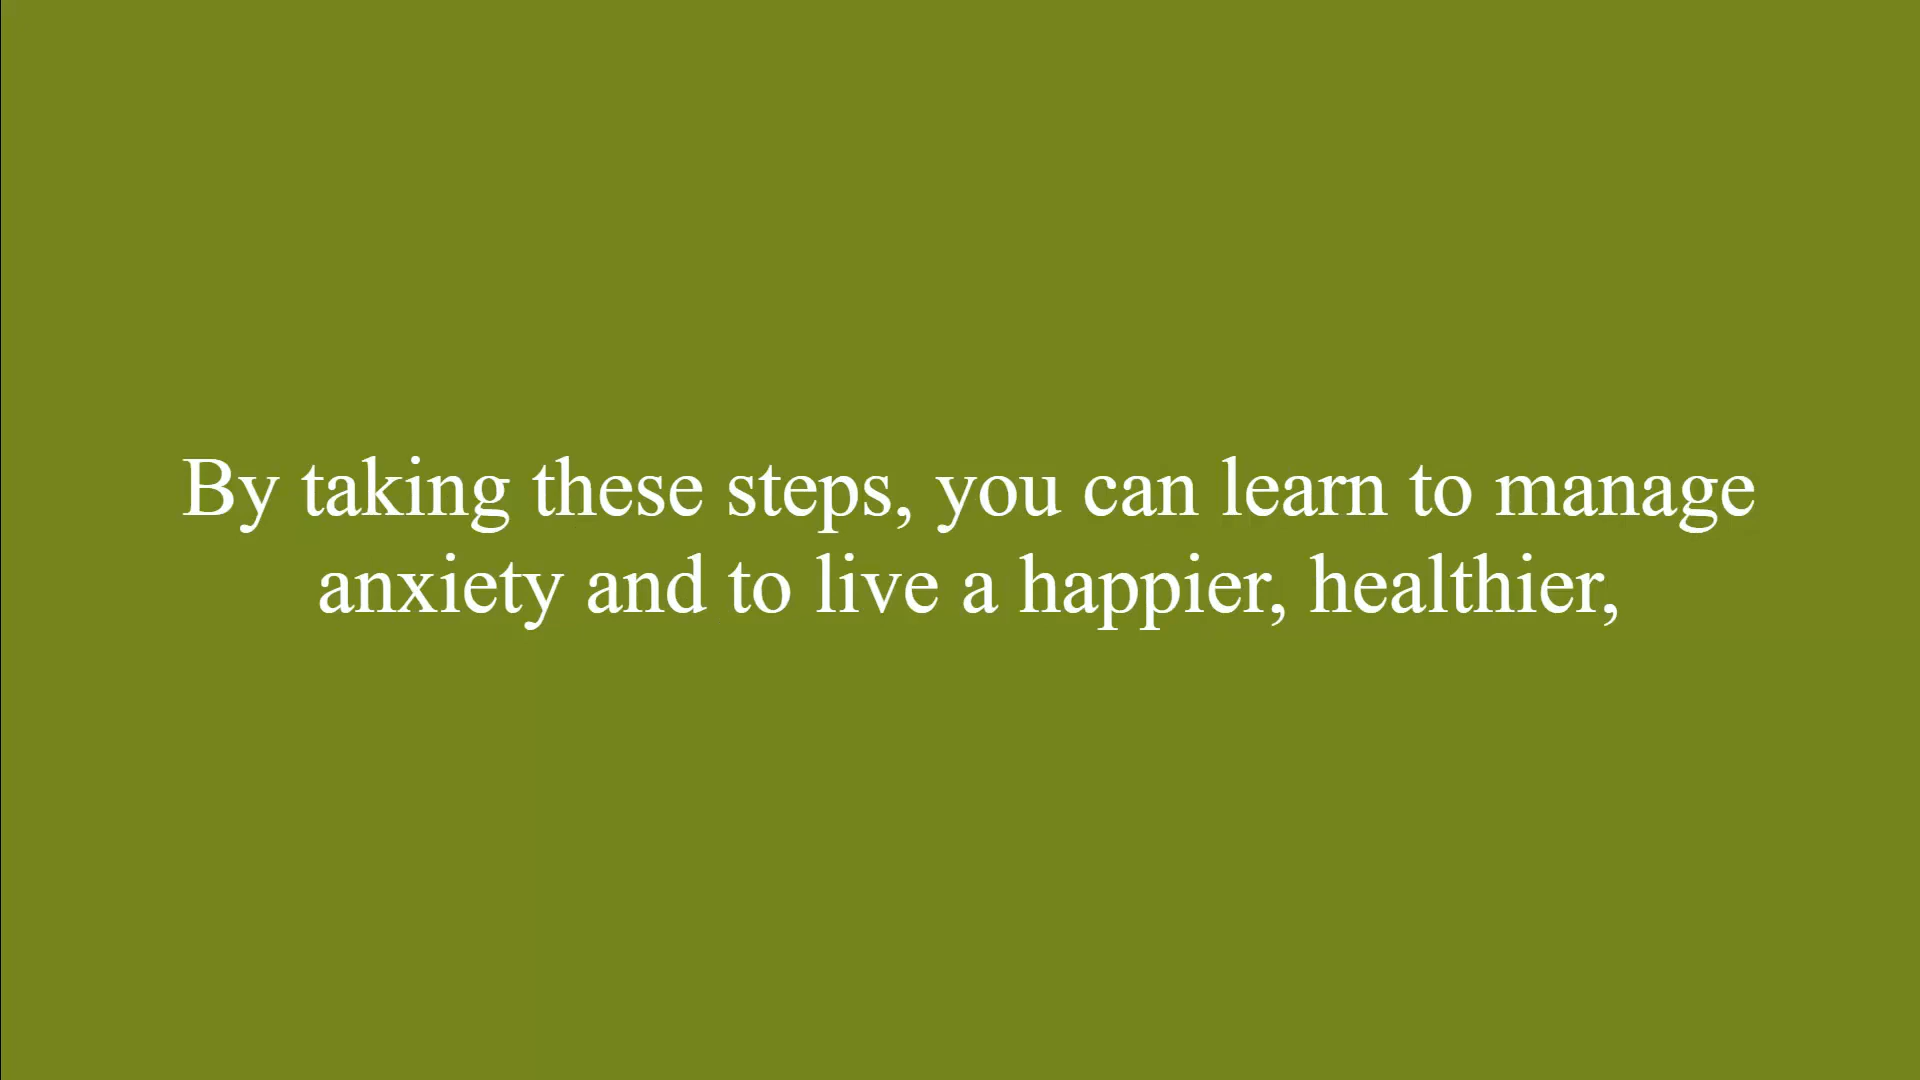 By taking these steps, you can learn to manage
anxiety and to live a happier, healthier,